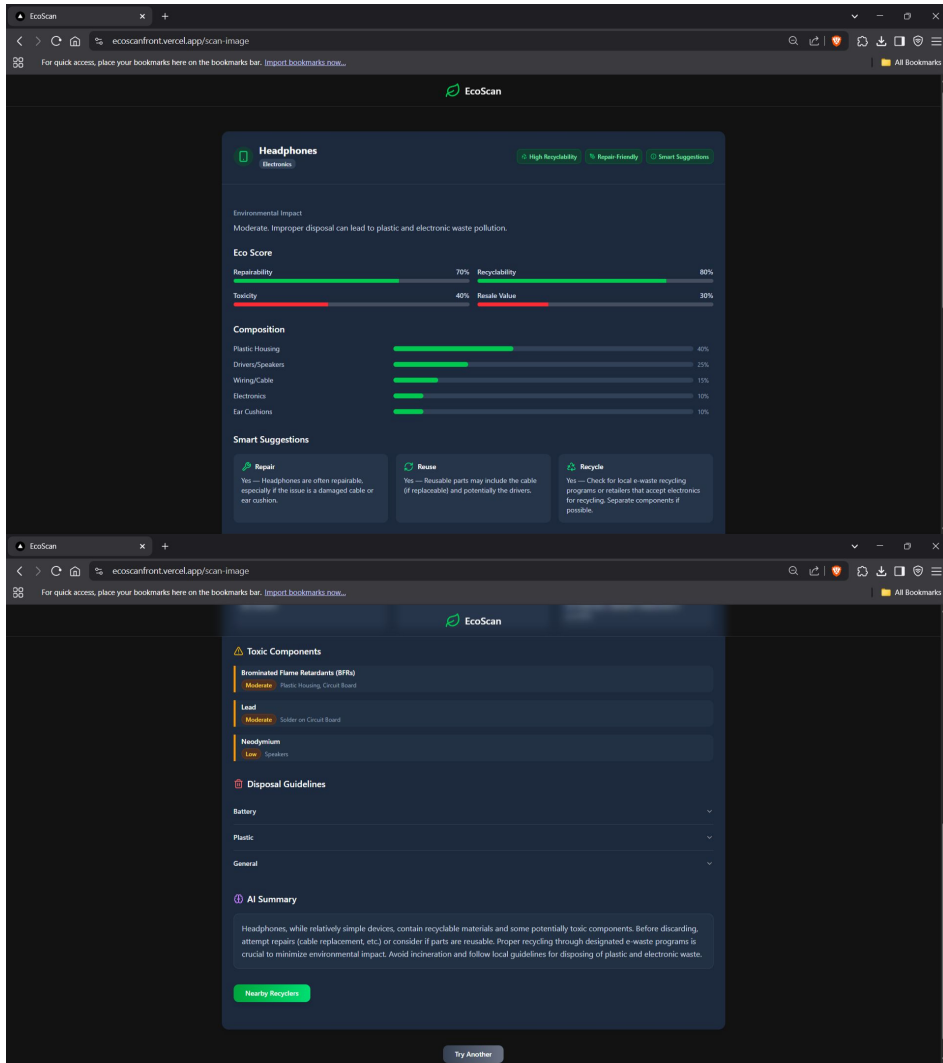 EcoScan
ecoscanfront.vercel.app/scan-image
For quick access, place your bookmarks here on the bookmarks bar. Import bookmarks now...
All Bookmarks
EcoScan
Headphones
Electronics
High Recyclability
Repair-Friendly
Smart Suggestions
Environmental Impact
Moderate. Improper disposal can lead to plastic and electronic waste pollution.
Eco Score
Repairability 70%
Recyclability 80%
Toxicity 40%
Resale Value 30%
Composition
Plastic Housing 40%
Drivers/Speakers 25%
Wiring/Cable 15%
Electronics 10%
Ear Cushions 10%
Smart Suggestions
Repair
Yes — Headphones are often repairable,
especially if the issue is a damaged cable or
ear cushion.
Reuse
Yes — Reusable parts may include the cable
(if replaceable) and potentially the drivers.
Recycle
Yes — Check for local e-waste recycling
programs or retailers that accept electronics
for recycling. Separate components if
possible.
EcoScan
ecoscanfront.vercel.app/scan-image
For quick access, place your bookmarks here on the bookmarks bar. Import bookmarks now...
All Bookmarks
EcoScan
Toxic Components
Brominated Flame Retardants (BFRs)
Moderate Plastic Housing, Circuit Board
Lead
Moderate Solder on Circuit Board
Neodymium
Low Speakers
Disposal Guidelines
Battery
Plastic
General
AI Summary
Headphones, while relatively simple devices, contain recyclable materials and some potentially toxic components. Before discarding,
attempt repairs (cable replacement, etc.) or consider if parts are reusable. Proper recycling through designated e-waste programs is
crucial to minimize environmental impact. Avoid incineration and follow local guidelines for disposing of plastic and electronic waste.
Nearby Recyclers
Try Another